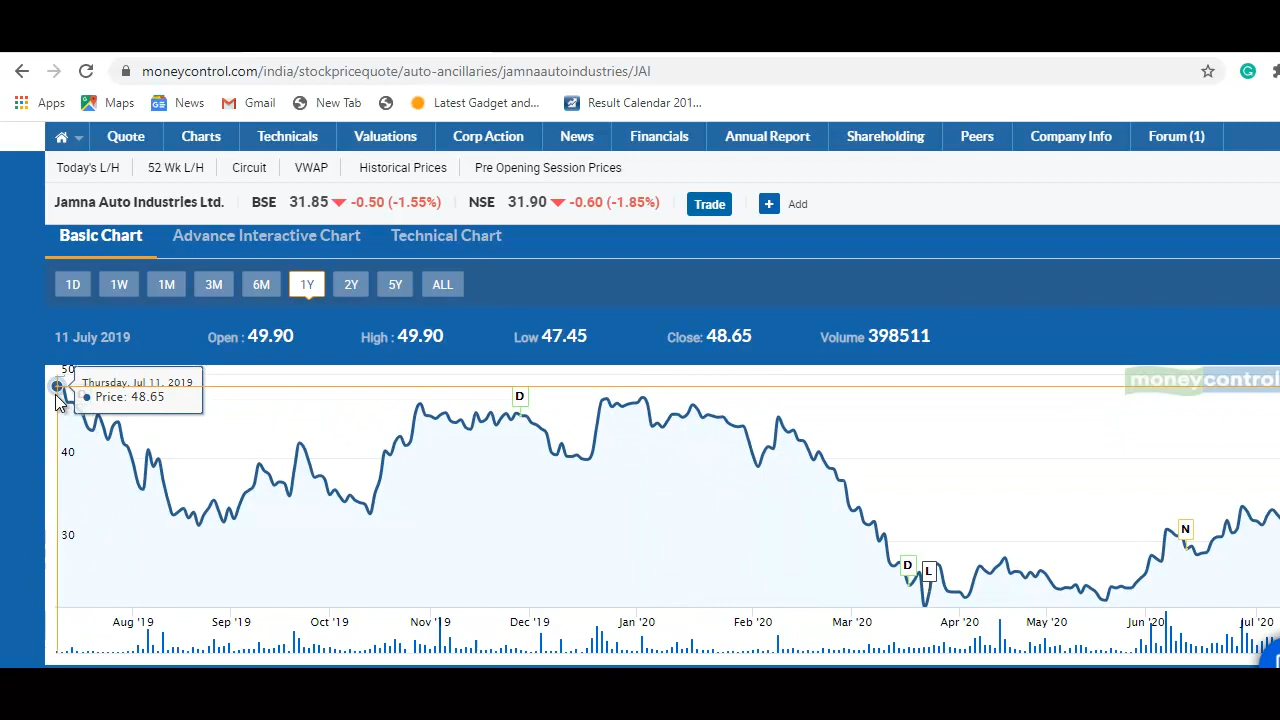 moneycontrol.com/india/stockpricequote/auto-ancillaries/jamnaautoindustries/JAI
Apps Maps News Gmail New Tab Latest Gadget and... Result Calendar 201...
Quote Charts Technicals Valuations Corp Action News Financials Annual Report Shareholding Peers Company Info Forum (1)
Today's L/H 52 Wk L/H Circuit VWAP Historical Prices Pre Opening Session Prices
Jamna Auto Industries Ltd. BSE 31.85 -0.50 (-1.55%) NSE 31.90 -0.60 (-1.85%) Trade + Add
Basic Chart Advance Interactive Chart Technical Chart
1D 1W 1M 3M 6M 1Y 2Y 5Y ALL
11 July 2019 Open : 49.90 High : 49.90 Low 47.45 Close: 48.65 Volume 398511
50
moneycontrol
Thursday, Jul 11, 2019
Price: 48.65
D
40
30
N
D L
Aug '19 Sep '19 Oct '19 Nov '19 Dec '19 Jan '20 Feb '20 Mar '20 Apr '20 May '20 Jun '20 Jul '20